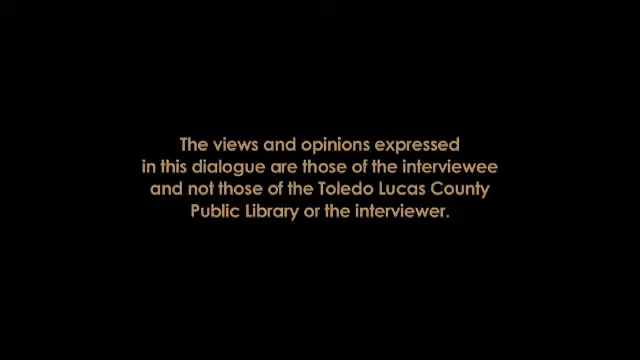 The views and opinions expressed
in this dialogue are those of the interviewee
and not those of the Toledo Lucas County
Public Library or the interviewer.